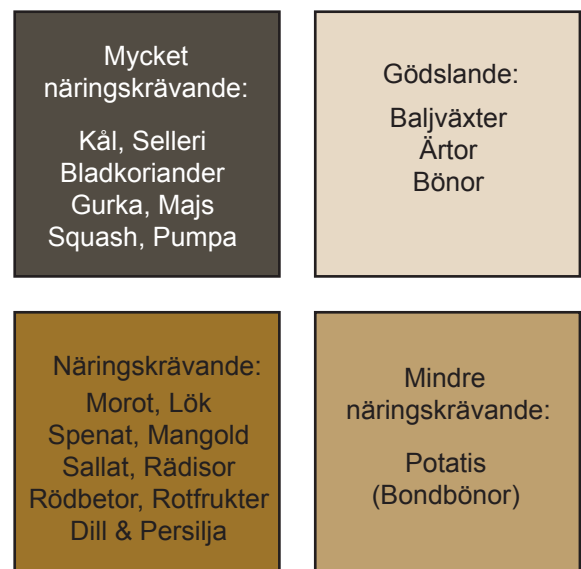 Mycket
näringskrävande:
Kål, Selleri
Bladkoriander
Gurka, Majs
Squash, Pumpa
Gödslande:
Baljväxter
Ärtor
Bönor
Näringskrävande:
Morot, Lök
Spenat, Mangold
Sallat, Rädisor
Rödbetor, Rotfrukter
Dill & Persilja
Mindre
näringskrävande:
Potatis
(Bondbönor)